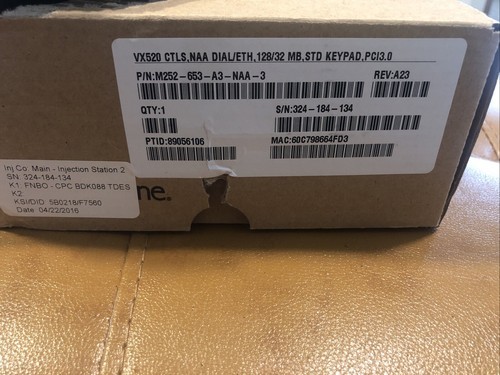 VX520 CTLS,NAA DIAL/ETH,128/32 MB,STD KEYPAD,PCI3.0
P/N:M252-653-A3-NAA-3
REV:A23
QTY:1
S/N:324-184-134
PTID:89056106
MAC:60C798664FD3
Inj Co: Main - Injection Station 2
SN: 324-184-134
K1: FNBO - CPC BDK088 TDES
K2:
KSI/DID: 5B0218/F7560
Date: 04/22/2016
ne.